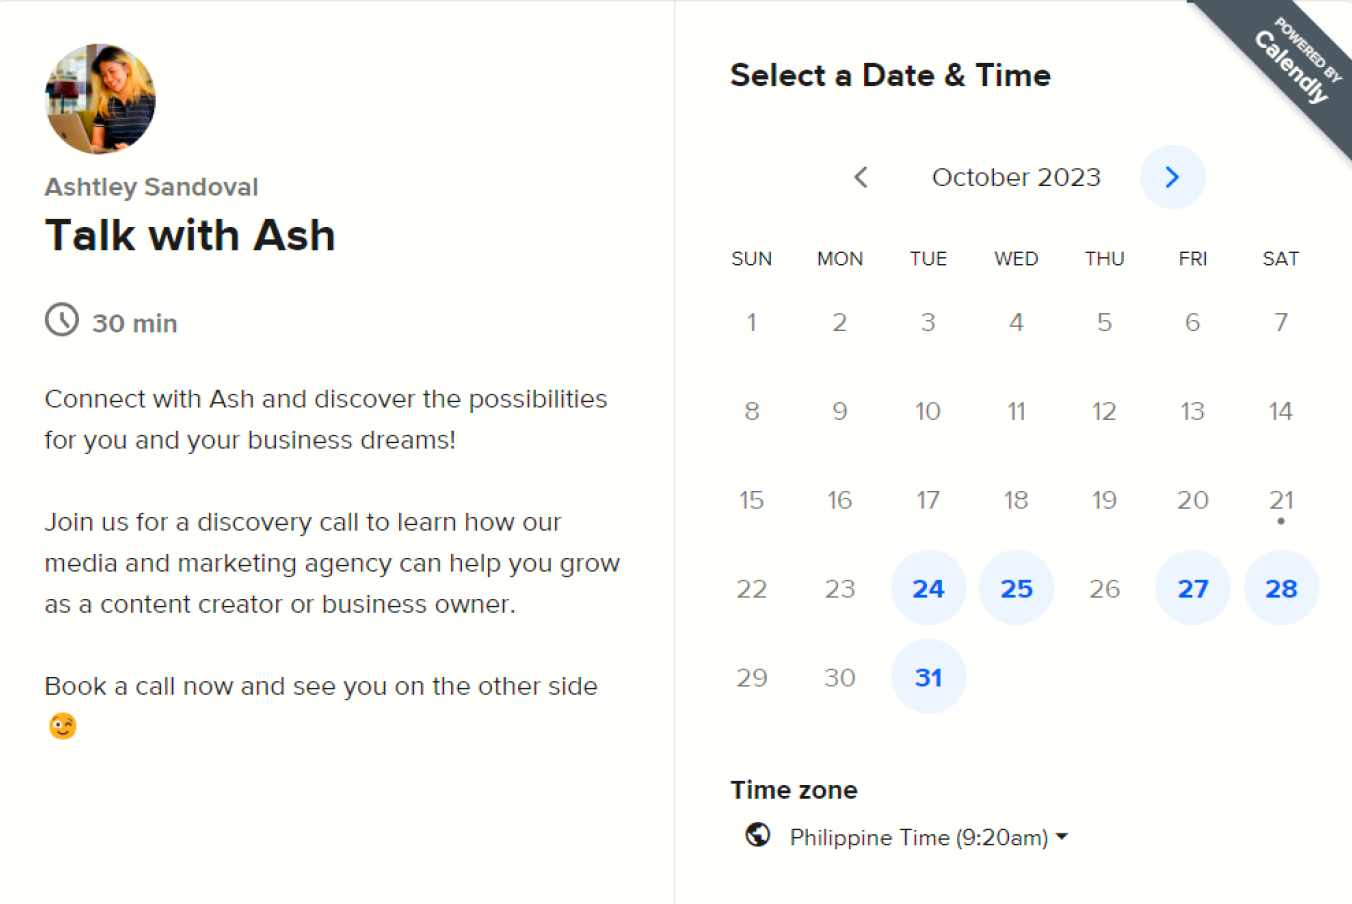 Ashtley Sandoval
Talk with Ash
30 min
Connect with Ash and discover the possibilities
for you and your business dreams!
Join us for a discovery call to learn how our
media and marketing agency can help you grow
as a content creator or business owner.
Book a call now and see you on the other side
😉
Select a Date & Time
POWERED BY
Calendly
October 2023
SUN MON TUE WED THU FRI SAT
1 2 3 4 5 6 7
8 9 10 11 12 13 14
15 16 17 18 19 20 21
22 23 24 25 26 27 28
29 30 31
Time zone
Philippine Time (9:20am)